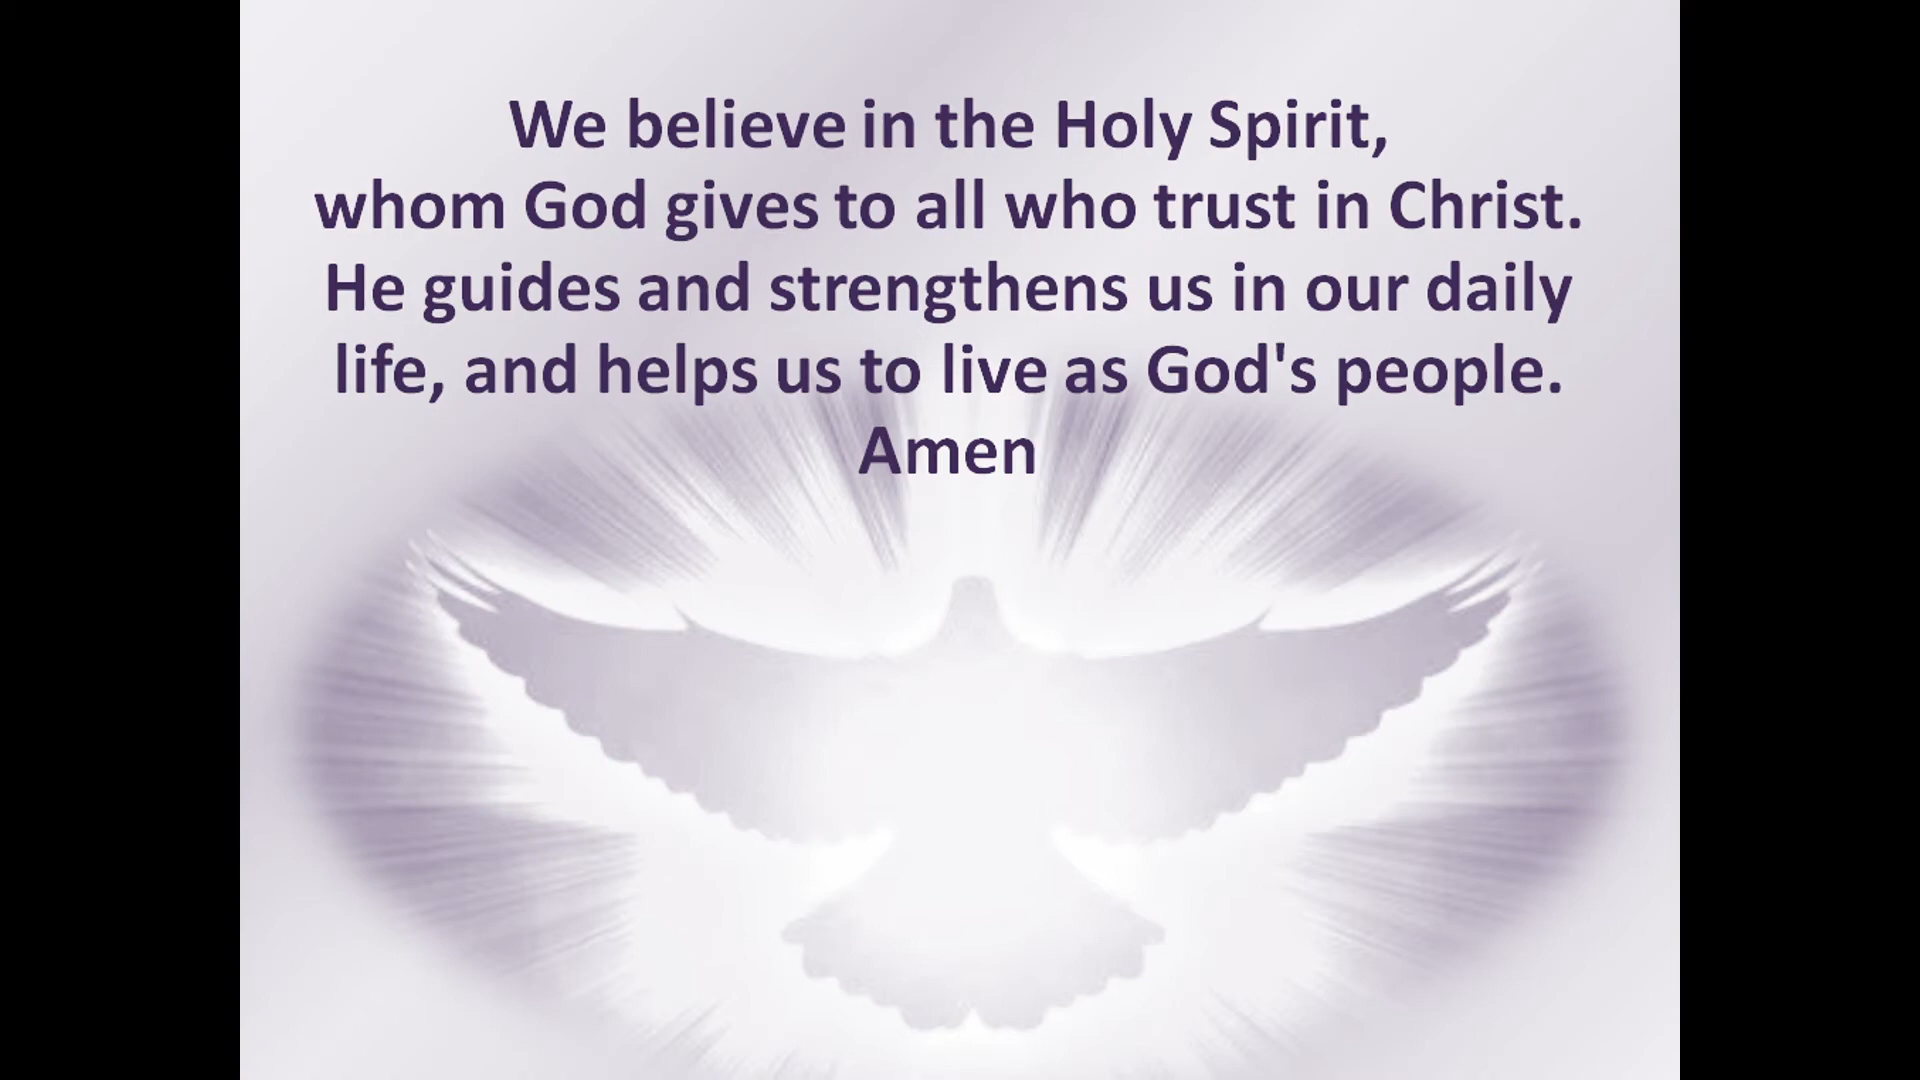 We believe in the Holy Spirit,
whom God gives to all who trust in Christ.
He guides and strengthens us in our daily
life, and helps us to live as God's people.
Amen